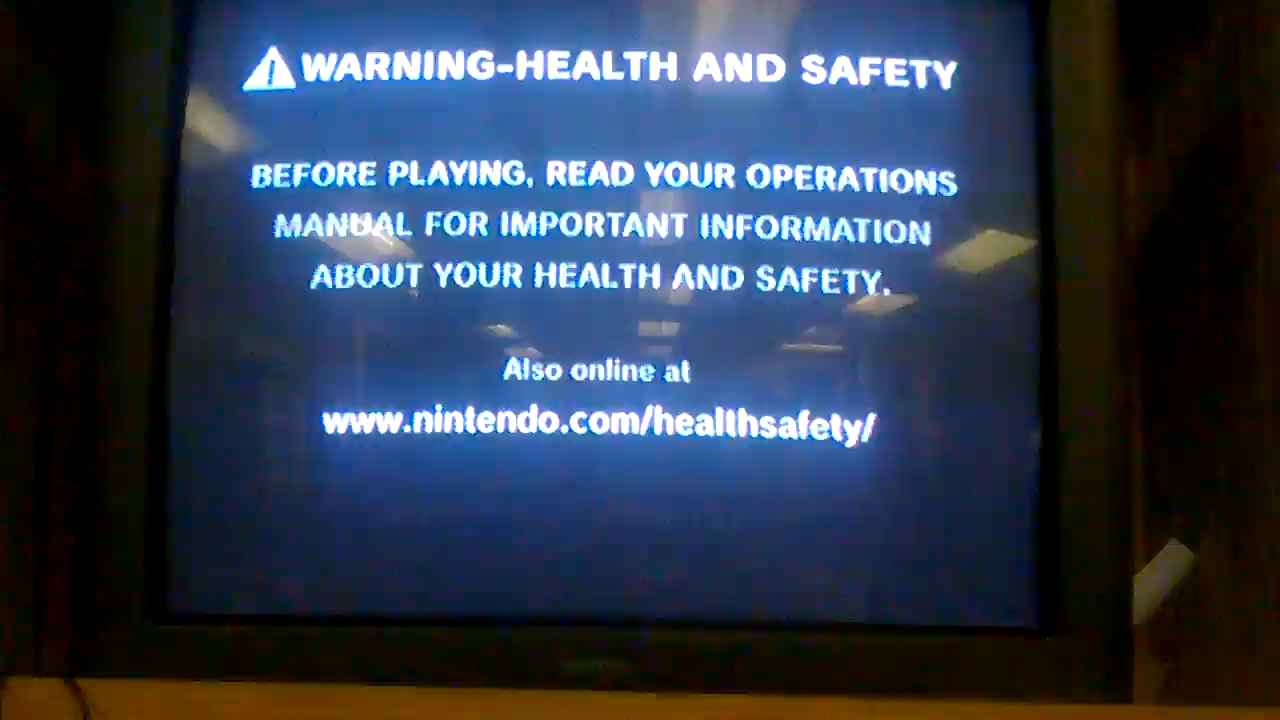 WARNING-HEALTH AND SAFETY
BEFORE PLAYING, READ YOUR OPERATIONS
MANUAL FOR IMPORTANT INFORMATION
ABOUT YOUR HEALTH AND SAFETY.
Also online at
www.nintendo.com/healthsafety/